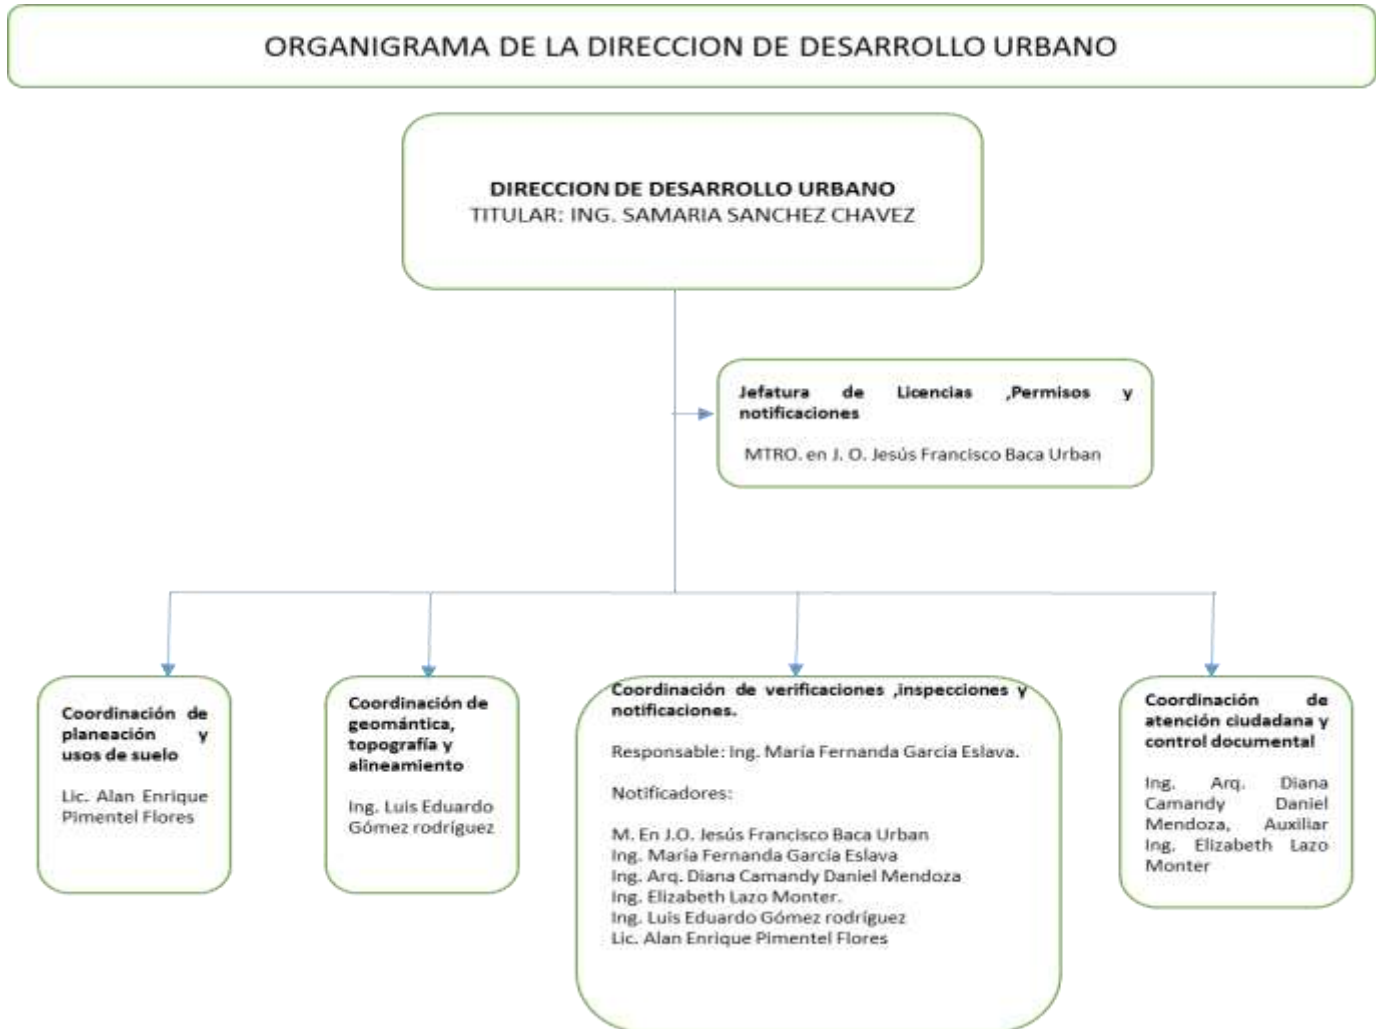 ORGANIGRAMA DE LA DIRECCION DE DESARROLLO URBANO
DIRECCION DE DESARROLLO URBANO
TITULAR: ING. SAMARIA SANCHEZ CHAVEZ
Jefatura de Licencias ,Permisos y
notificaciones
MTRO. en J. O. Jesús Francisco Baca Urban
Coordinación de
planeación y
usos de suelo
Lic. Alan Enrique
Pimentel Flores
Coordinación de
geomántica,
topografía y
alineamiento
Ing. Luis Eduardo
Gómez rodríguez
Coordinación de verificaciones ,inspecciones y
notificaciones.
Responsable: Ing. María Fernanda García Eslava.
Notificadores:
M. En J.O. Jesús Francisco Baca Urban
Ing. María Fernanda García Eslava
Ing. Arq. Diana Camandy Daniel Mendoza
Ing. Elizabeth Lazo Monter.
Ing. Luis Eduardo Gómez rodríguez
Lic. Alan Enrique Pimentel Flores
Coordinación de
atención ciudadana y
control documental
Ing. Arq. Diana
Camandy Daniel
Mendoza, Auxiliar
Ing. Elizabeth Lazo
Monter